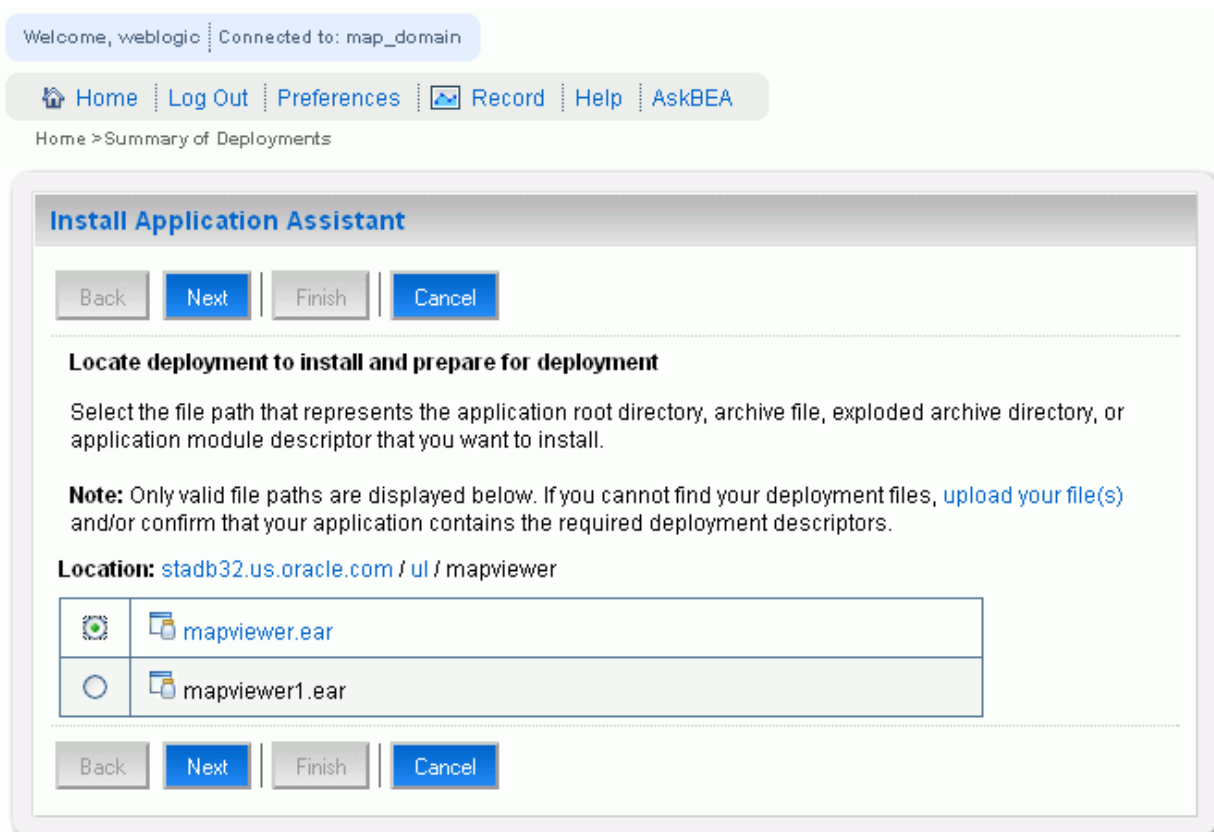 Welcome, weblogic Connected to: map_domain
Home Log Out Preferences Record Help AskBEA
Home >Summary of Deployments
Install Application Assistant
Back Next Finish Cancel
Locate deployment to install and prepare for deployment
Select the file path that represents the application root directory, archive file, exploded archive directory, or
application module descriptor that you want to install.
Note: Only valid file paths are displayed below. If you cannot find your deployment files, upload your file(s)
and/or confirm that your application contains the required deployment descriptors.
Location: stadb32.us.oracle.com / ul / mapviewer
mapviewer.ear
mapviewer1.ear
Back Next Finish Cancel